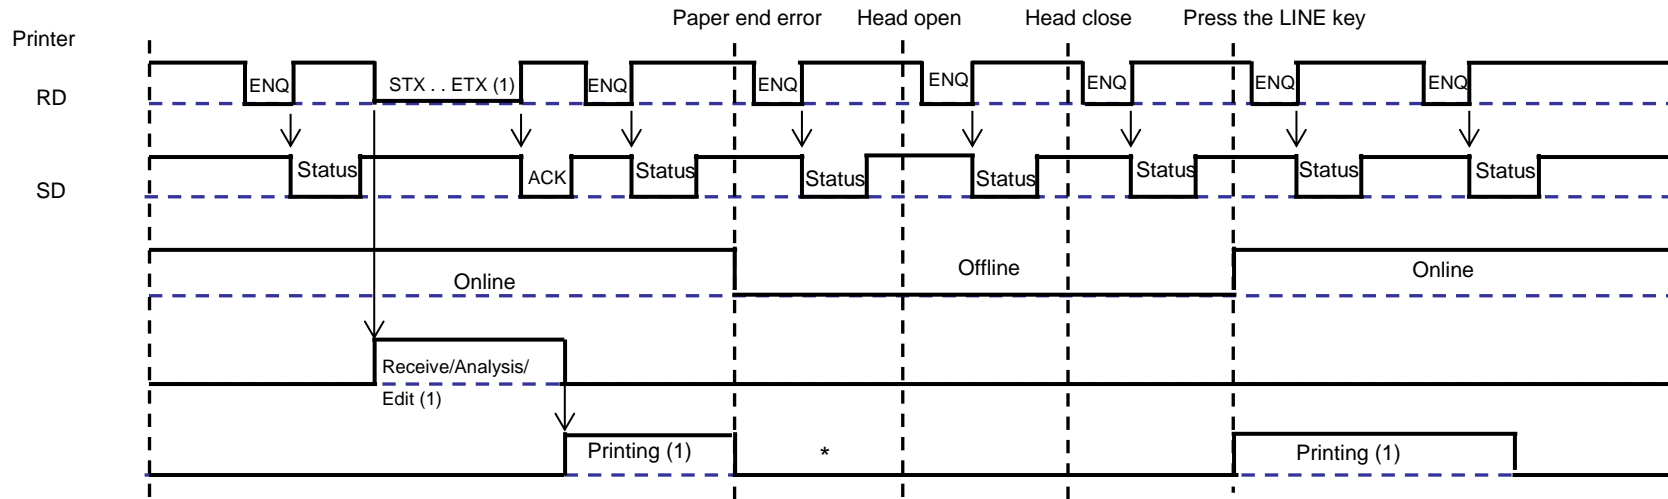 Paper end error Head open Head close Press the LINE key
Printer
RD ENQ STX . . ETX (1) ENQ ENQ ENQ ENQ ENQ ENQ
SD Status ACK Status Status Status Status Status Status
Online Offline Online
Receive/Analysis/
Edit (1)
Printing (1) * Printing (1)